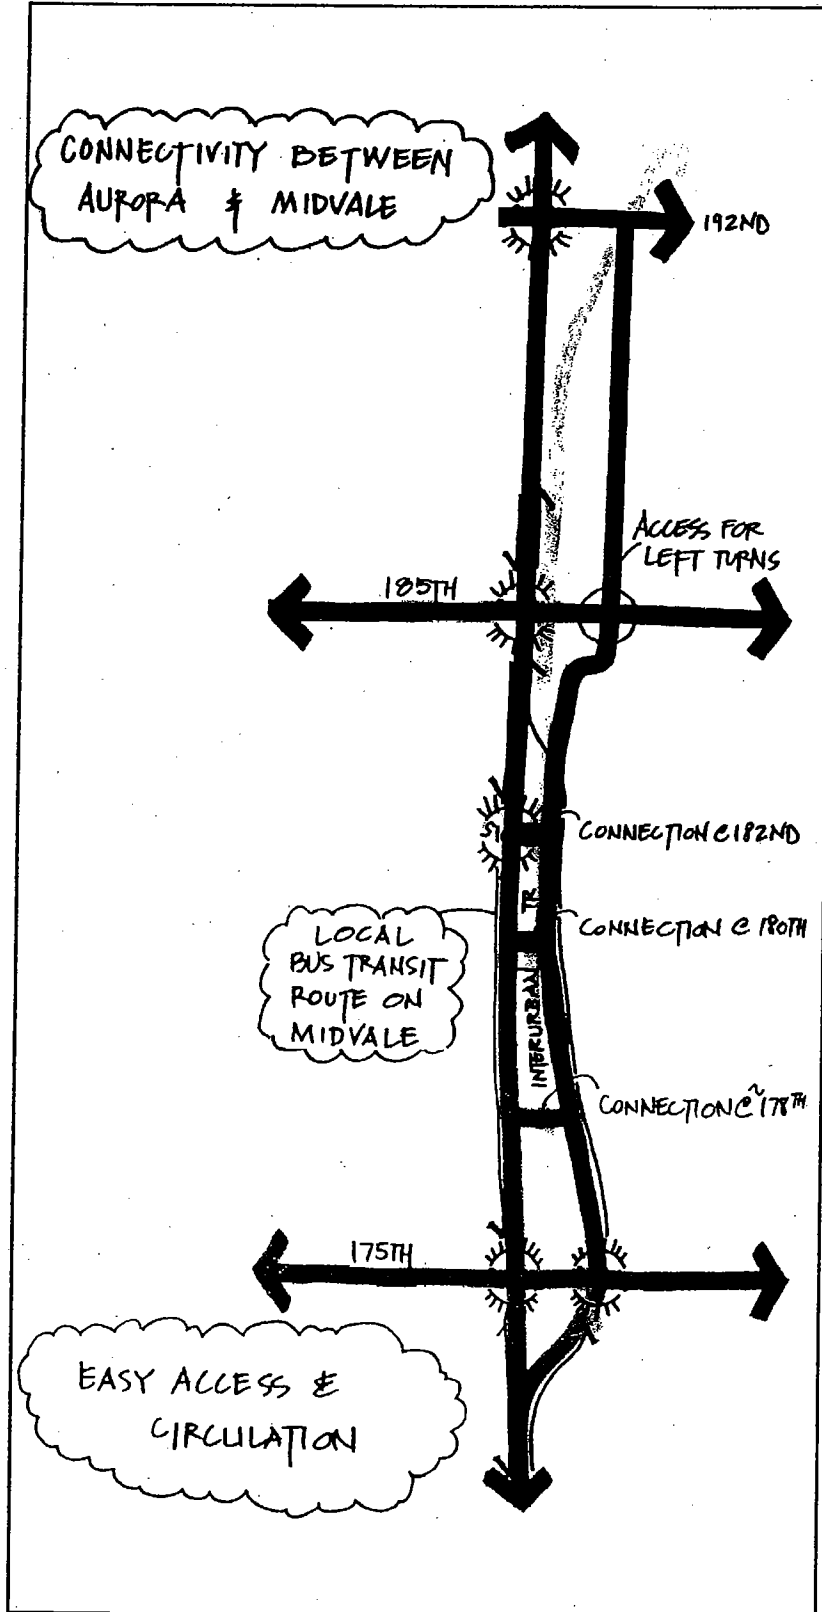 CONNECTIVITY BETWEEN
AURORA & MIDVALE
192ND
ACCESS FOR
LEFT TURNS
185TH
CONNECTION @ 182ND
TR
CONNECTION @ 180TH
LOCAL
BUS TRANSIT
ROUTE ON
MIDVALE
INTERURBAN
CONNECTION @ ~178TH
175TH
EASY ACCESS &
CIRCULATION